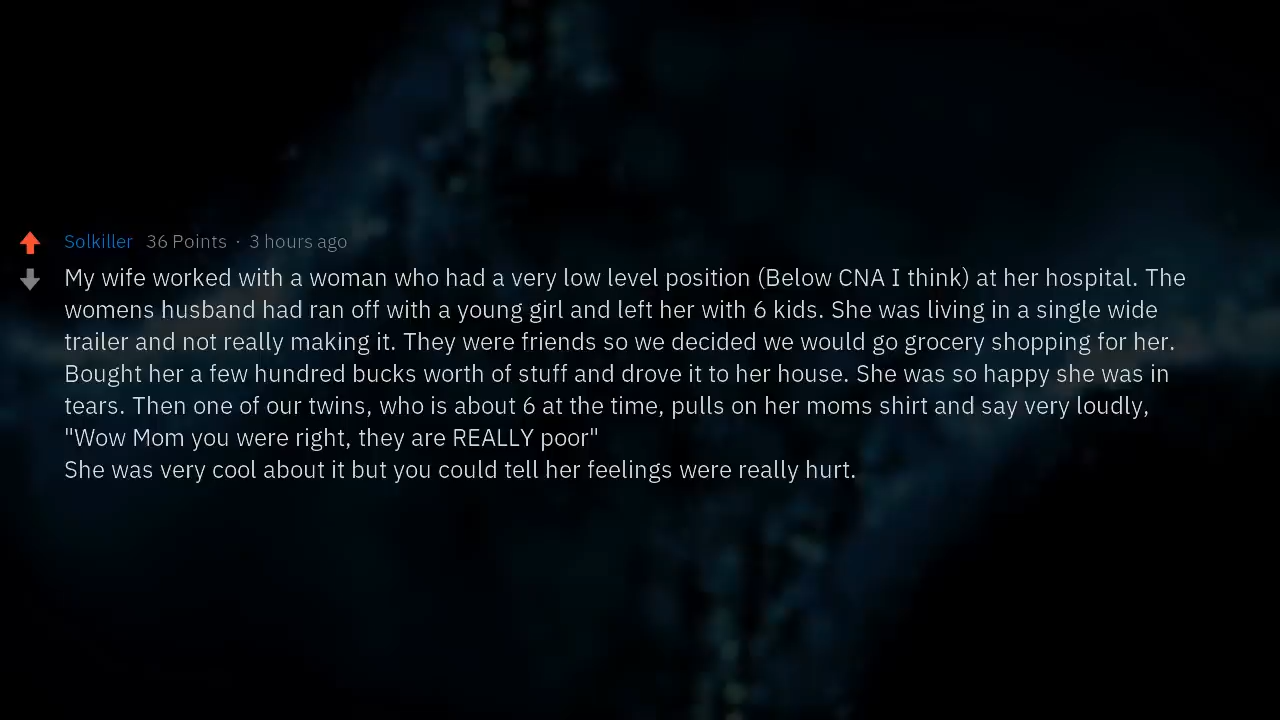 Solkiller 36 Points · 3 hours ago
My wife worked with a woman who had a very low level position (Below CNA I think) at her hospital. The
womens husband had ran off with a young girl and left her with 6 kids. She was living in a single wide
trailer and not really making it. They were friends so we decided we would go grocery shopping for her.
Bought her a few hundred bucks worth of stuff and drove it to her house. She was so happy she was in
tears. Then one of our twins, who is about 6 at the time, pulls on her moms shirt and say very loudly,
"Wow Mom you were right, they are REALLY poor"
She was very cool about it but you could tell her feelings were really hurt.